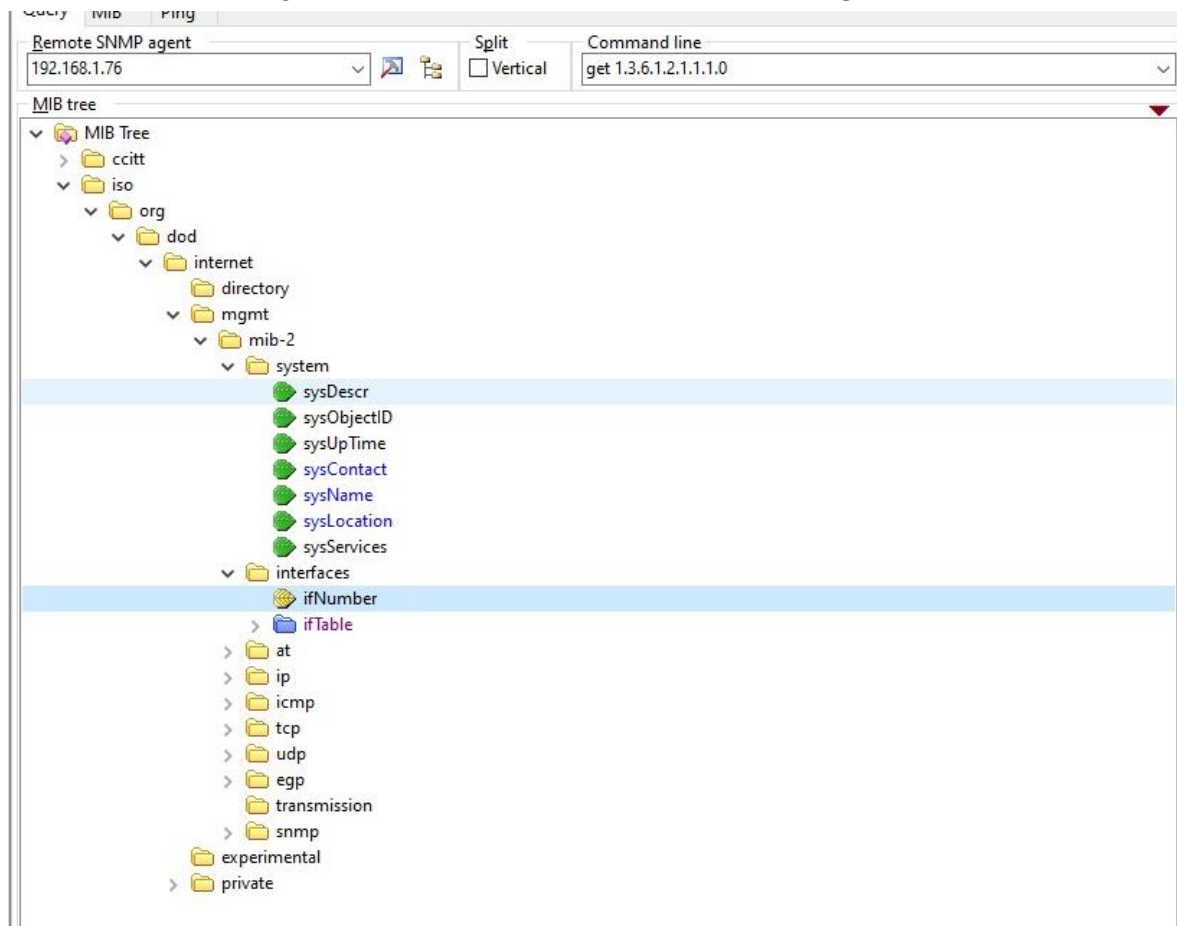 Query MIB Ping
Remote SNMP agent Split Command line
192.168.1.76 Vertical get 1.3.6.1.2.1.1.1.0
MIB tree
MIB Tree
ccitt
iso
org
dod
internet
directory
mgmt
mib-2
system
sysDescr
sysObjectID
sysUpTime
sysContact
sysName
sysLocation
sysServices
interfaces
ifNumber
ifTable
at
ip
icmp
tcp
udp
egp
transmission
snmp
experimental
private